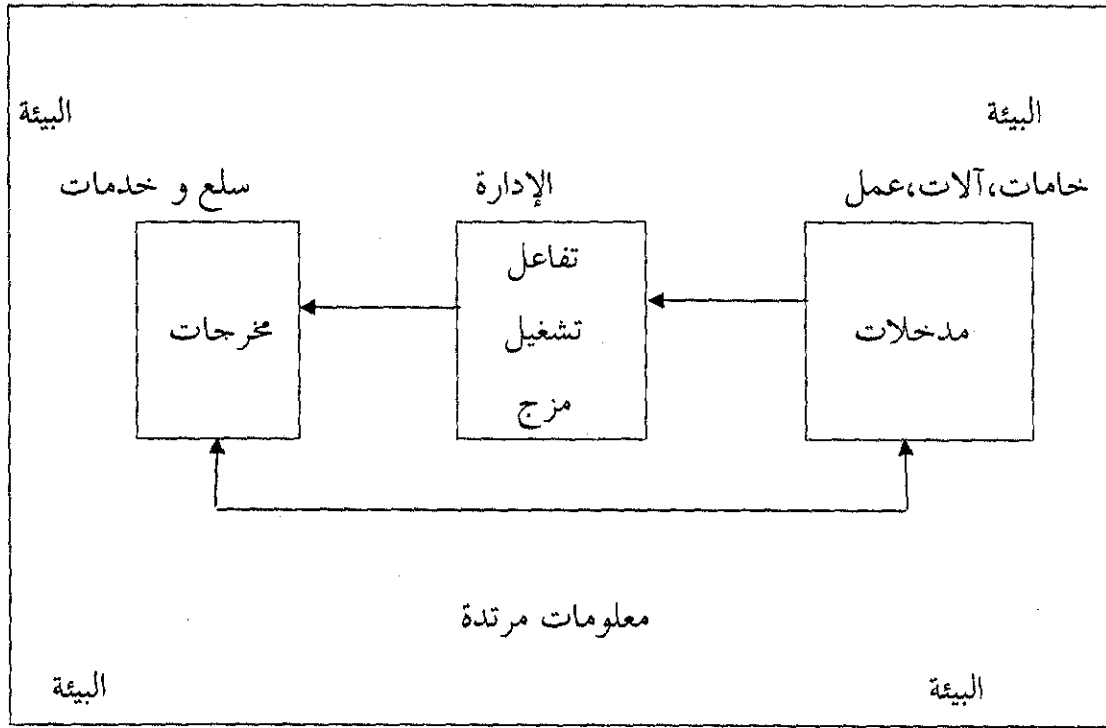 البيئة
البيئة
خامات،آلات،عمل
الإدارة
سلع و خدمات
مدخلات
تفاعل
تشغيل
مزج
مخرجات
معلومات مرتدة
البيئة
البيئة